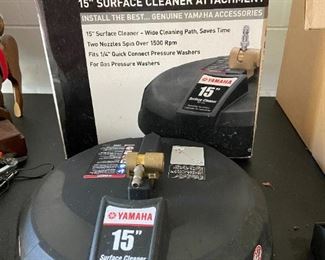 15" SURFACE CLEANER ATTACHMENT
INSTALL THE BEST... GENUINE YAMAHA ACCESSORIES
15" Surface Cleaner - Wide Cleaning Path, Saves Time
Two Nozzles Spin Over 1500 Rpm
Fits 1/4" Quick Connect Pressure Washers
For Gas Pressure Washers
YAMAHA
15"
Surface Cleaner
YAMAHA
15"
Surface Cleaner